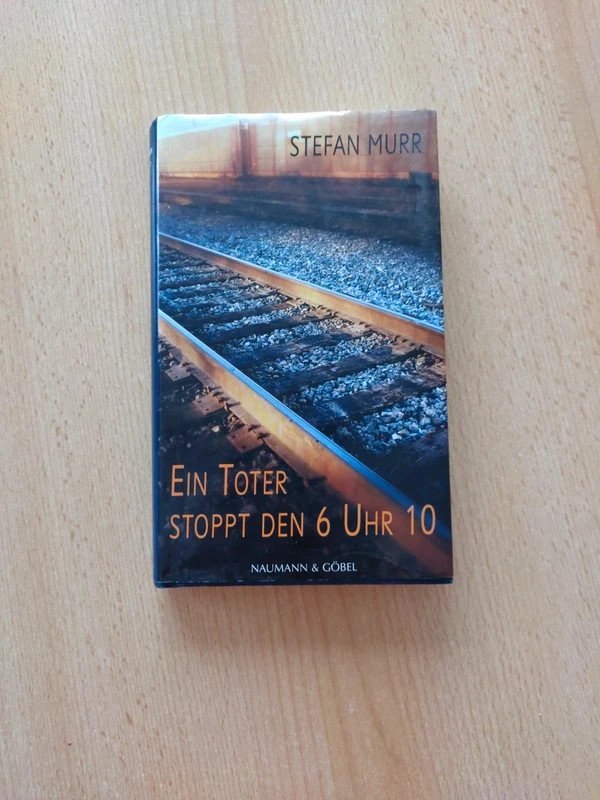 STEFAN MURR
EIN TOTER
STOPPT DEN 6 UHR 10
NAUMANN & GÖBEL